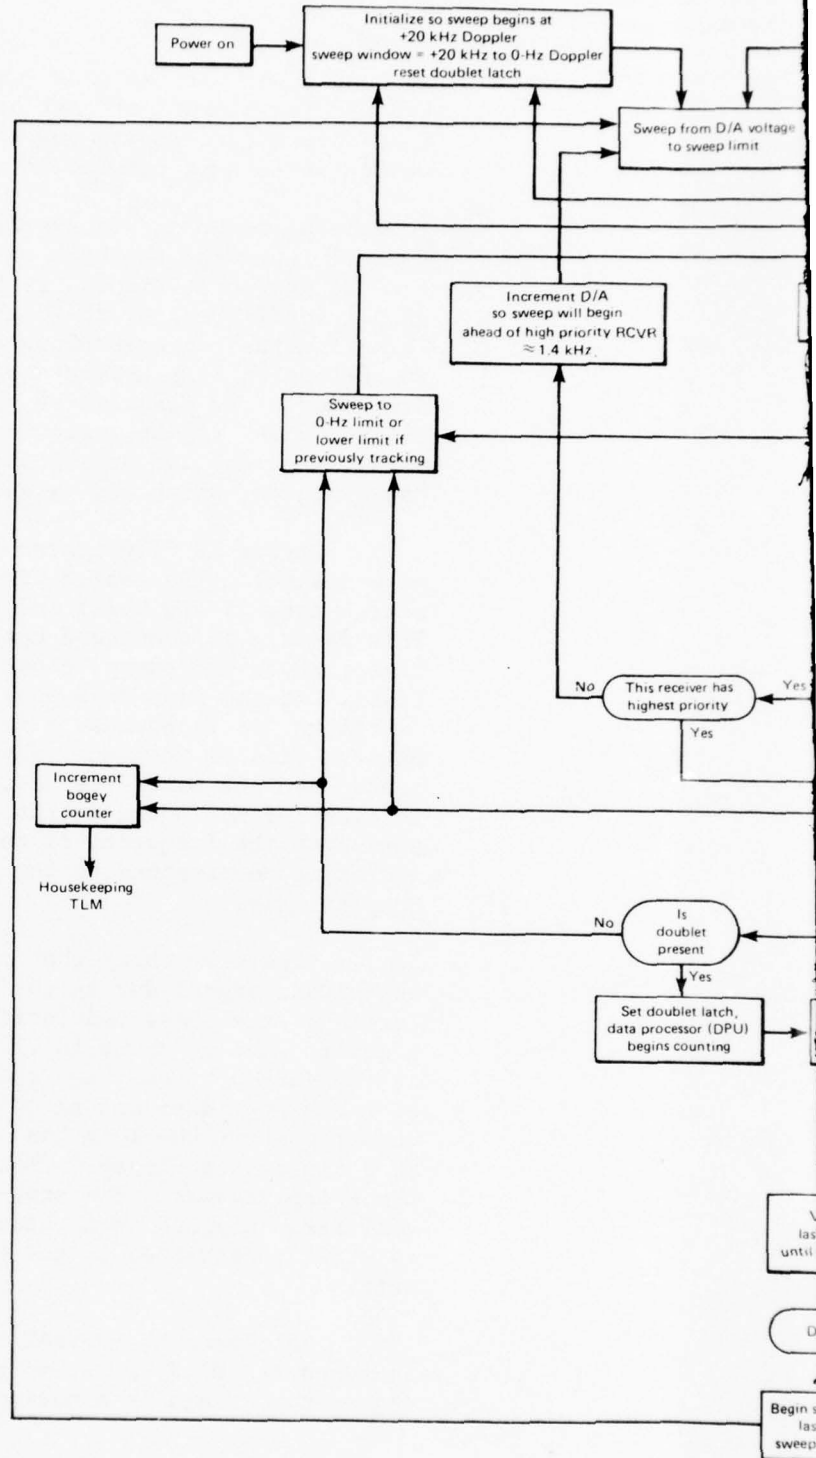 Initialize so sweep begins at
+20 kHz Doppler
sweep window = +20 kHz to 0-Hz Doppler
reset doublet latch
Power on
Sweep from D/A voltage
to sweep limit
Increment D/A
so sweep will begin
ahead of high priority RCVR
≈ 1.4 kHz.
Sweep to
0-Hz limit or
lower limit if
previously tracking
No
This receiver has
highest priority
Yes
Yes
Increment
bogey
counter
Housekeeping
TLM
No
Is
doublet
present
Yes
Set doublet latch,
data processor (DPU)
begins counting
until
Begin
sweep